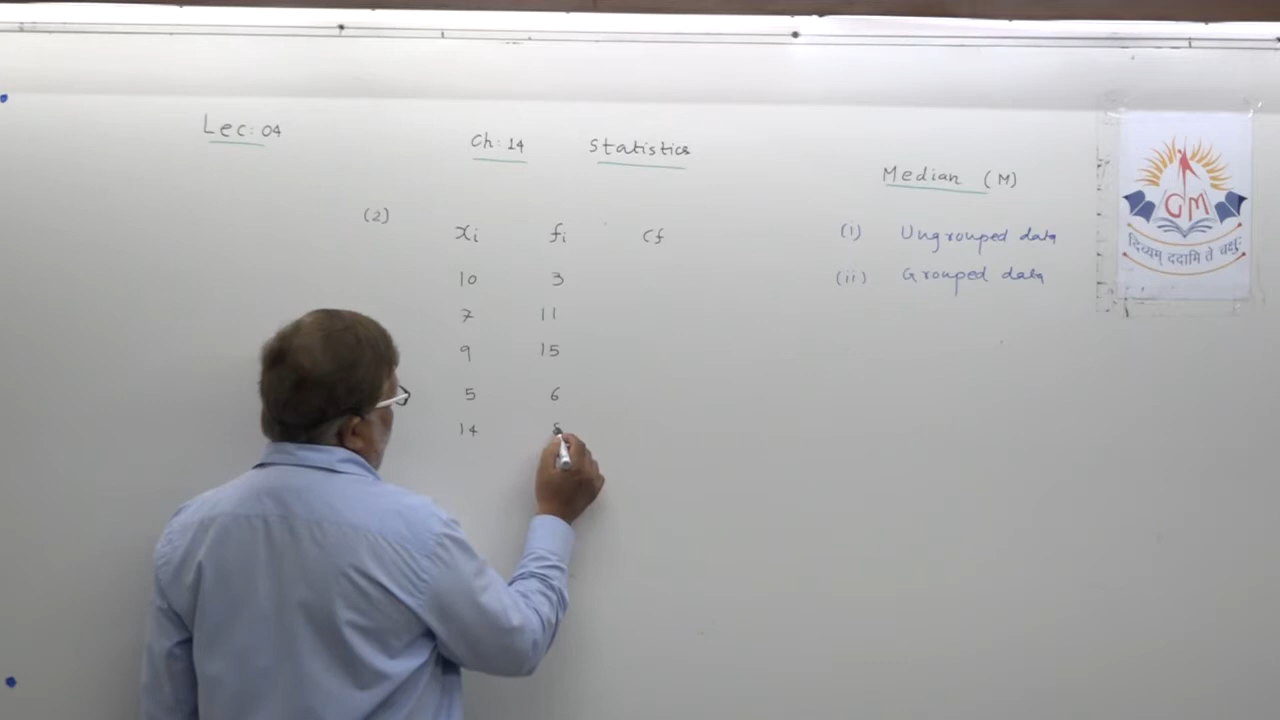 Lec: 04
Ch: 14 Statistics
Median (M)
(i) Ungrouped data
(ii) Grouped data
(2)
xi fi cf
10 3
7 11
9 15
5 6
14
GM
दिव्यम् ददामि ते चक्षुः